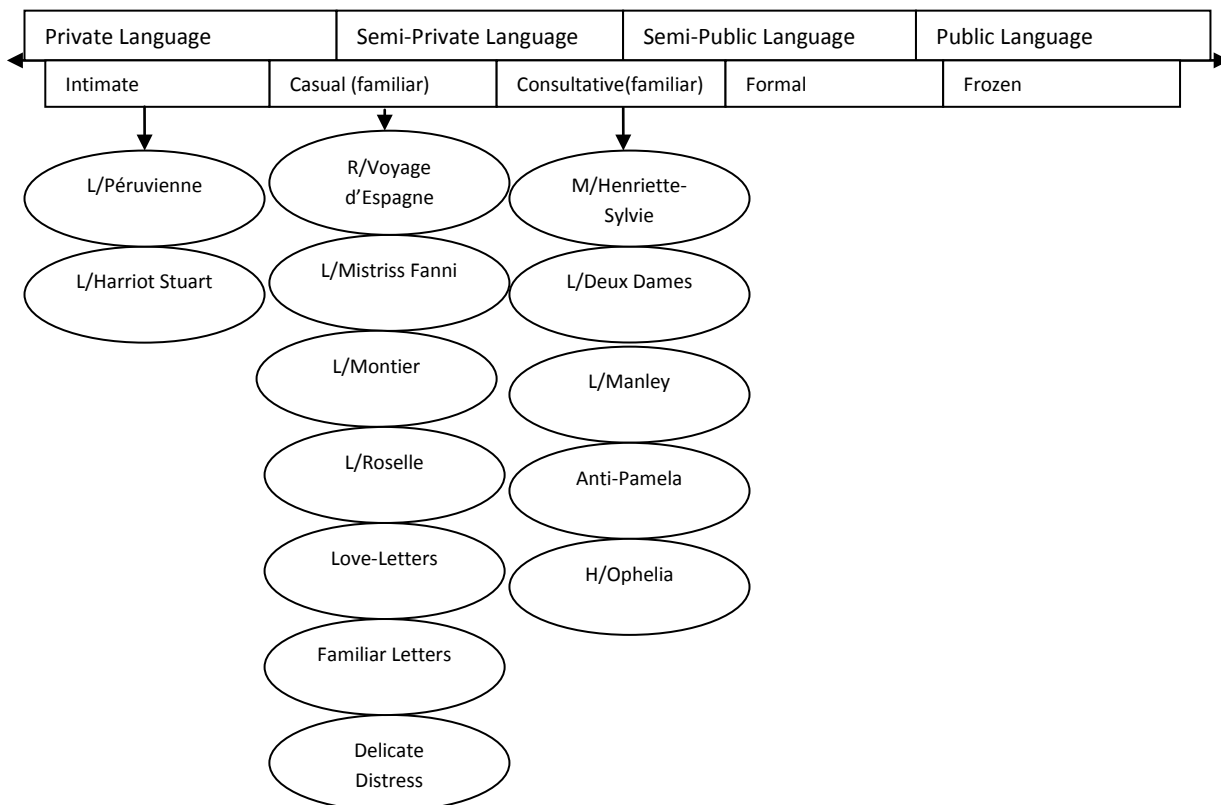 Private Language
Semi-Private Language
Semi-Public Language
Public Language
Intimate
Casual (familiar)
Consultative(familiar)
Formal
Frozen
L/Péruvienne
L/Harriot Stuart
R/Voyage
d’Espagne
L/Mistriss Fanni
L/Montier
L/Roselle
Love-Letters
Familiar Letters
Delicate
Distress
M/Henriette-
Sylvie
L/Deux Dames
L/Manley
Anti-Pamela
H/Ophelia